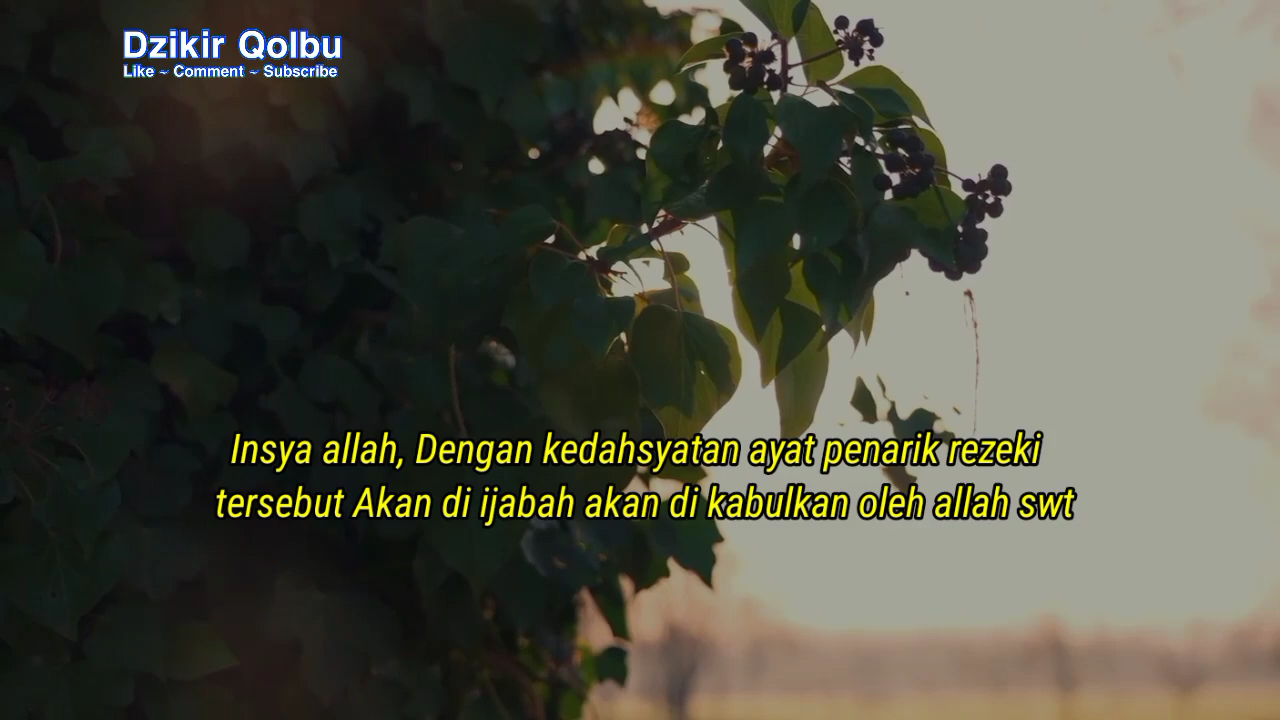 Dzikir Qolbu
Like ~ Comment ~ Subscribe
Insya allah, Dengan kedahsyatan ayat penarik rezeki
tersebut Akan di ijabah akan di kabulkan oleh allah swt